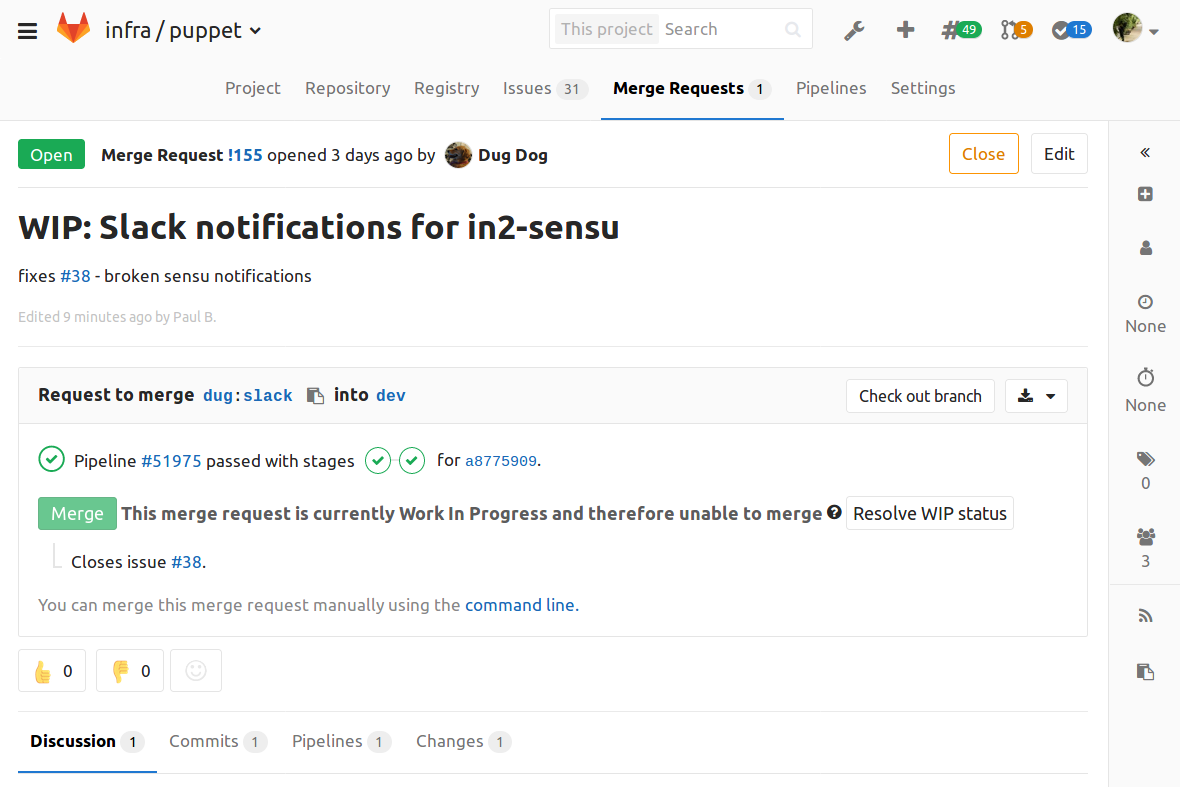 infra / puppet
This project Search
49
5
15
Project Repository Registry Issues 31 Merge Requests 1 Pipelines Settings
Open Merge Request !155 opened 3 days ago by Dug Dog Close Edit
WIP: Slack notifications for in2-sensu
fixes #38 - broken sensu notifications
Edited 9 minutes ago by Paul B.
Request to merge dug:slack into dev Check out branch
Pipeline #51975 passed with stages for a8775909.
Merge This merge request is currently Work In Progress and therefore unable to merge Resolve WIP status
Closes issue #38.
You can merge this merge request manually using the command line.
0 0
Discussion 1 Commits 1 Pipelines 1 Changes 1
None
None
0
3